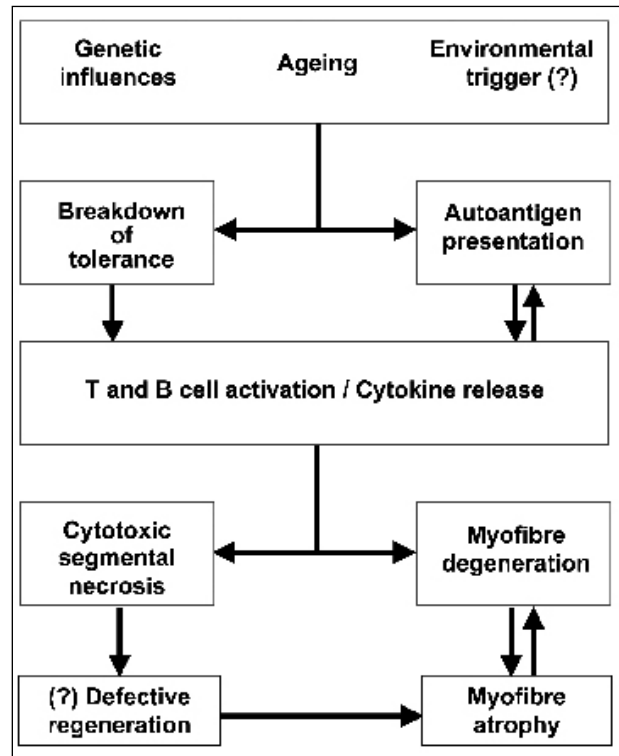 Genetic
influences
Ageing
Environmental
trigger (?)
Breakdown
of
tolerance
Autoantigen
presentation
T and B cell activation / Cytokine release
Cytotoxic
segmental
necrosis
Myofibre
degeneration
(?) Defective
regeneration
Myofibre
atrophy